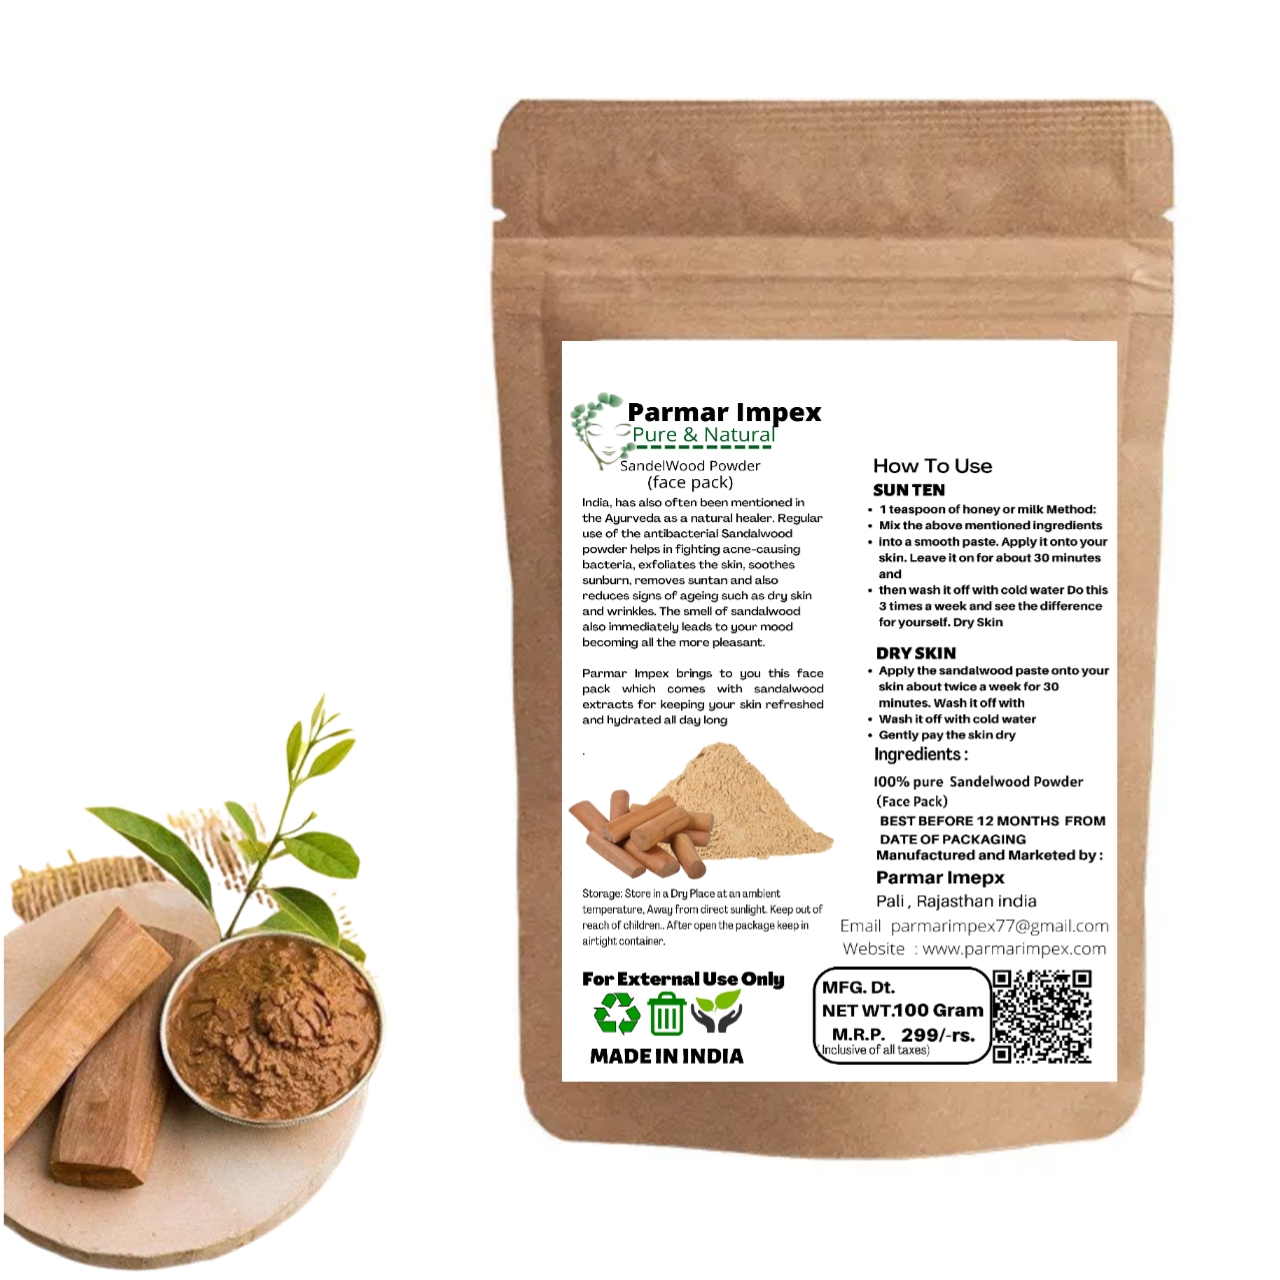 Parmar Impex
Pure & Natural
SandelWood Powder
(face pack)
India, has also often been mentioned in
the Ayurveda as a natural healer. Regular
use of the antibacterial Sandalwood
powder helps in fighting acne-causing
bacteria, exfoliates the skin, soothes
sunburn, removes suntan and also
reduces signs of ageing such as dry skin
and wrinkles. The smell of sandalwood
also immediately leads to your mood
becoming all the more pleasant.
Parmar Impex brings to you this face
pack which comes with sandalwood
extracts for keeping your skin refreshed
and hydrated all day long
.
Storage: Store in a Dry Place at an ambient
temperature, Away from direct sunlight. Keep out of
reach of children.. After open the package keep in
airtight container.
For External Use Only
MADE IN INDIA
How To Use
SUN TEN
• 1 teaspoon of honey or milk Method:
• Mix the above mentioned ingredients
• into a smooth paste. Apply it onto your
skin. Leave it on for about 30 minutes
and
• then wash it off with cold water Do this
3 times a week and see the difference
for yourself. Dry Skin
DRY SKIN
• Apply the sandalwood paste onto your
skin about twice a week for 30
minutes. Wash it off with
• Wash it off with cold water
• Gently pay the skin dry
Ingredients :
100% pure Sandelwood Powder
(Face Pack)
BEST BEFORE 12 MONTHS FROM
DATE OF PACKAGING
Manufactured and Marketed by :
Parmar Imepx
Pali , Rajasthan india
Email parmarimpex77@gmail.com
Website : www.parmarimpex.com
MFG. Dt.
NET WT.100 Gram
M.R.P. 299/-rs.
(Inclusive of all taxes)